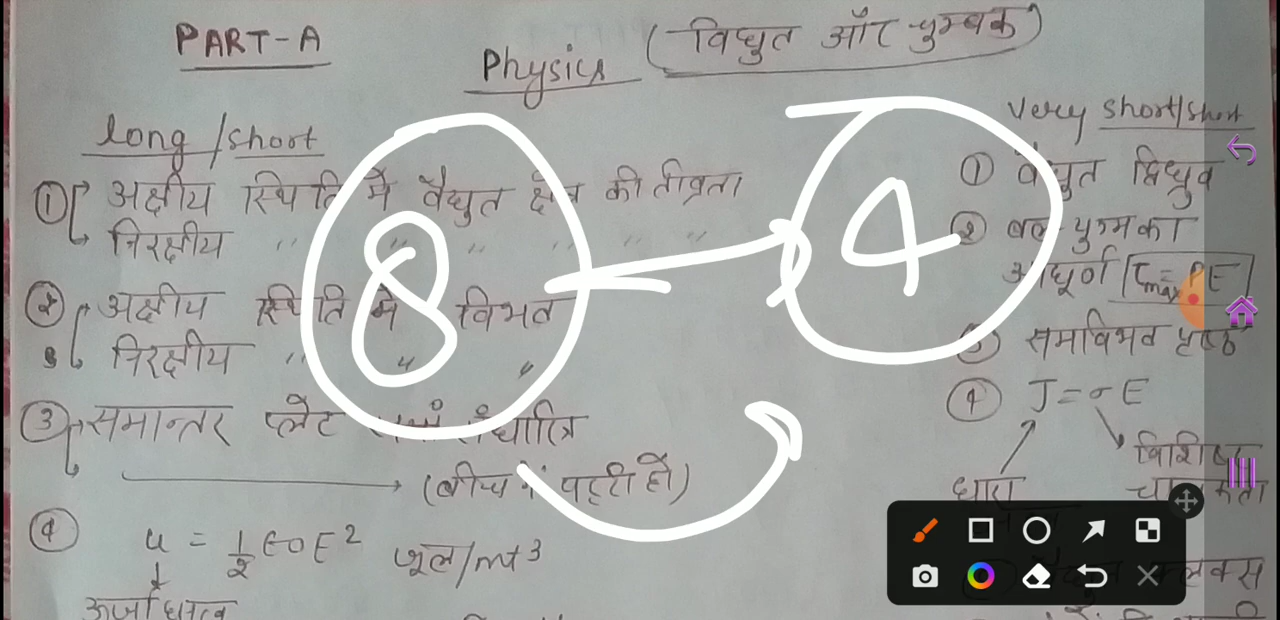 PART-A
Physics (विधुत और चुम्बक)
long/short
① अक्षीय स्थिति में वैद्युत क्षेत्र की तीव्रता
निरक्षीय " " " " " "
② अक्षीय स्थिति में विभव
निरक्षीय " " "
③ समान्तर प्लेट संधारित्र
(बीच में पट्टी हो)
④ u = 1/2 ε0E² जूल/mt³
ऊर्जा घनत्व
very short/short
① वैद्युत द्विध्रुव
② बल युग्म का
आघूर्ण τmax = PE
③ समविभव पृष्ठ
④ J = σE
विशिष्ट
धारा चालकता
8
4